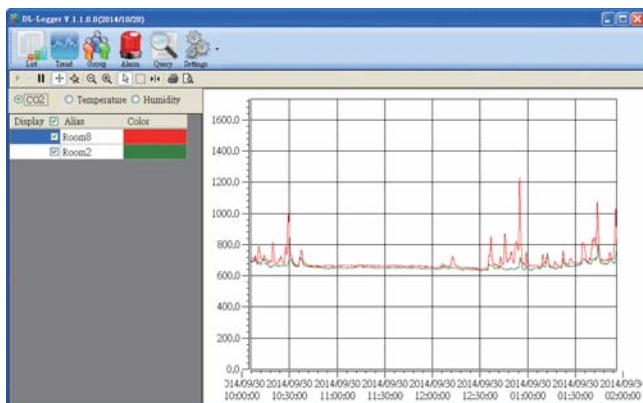 DL-Logger V 1.1.0.0(2014/10/20)
List Trend Group Alarm Query Settings
CO2 Temperature Humidity
Display Alias Color
Room8
Room2
1600.0
1400.0
1200.0
1000.0
800.0
600.0
400.0
200.0
0.0
2014/09/30 2014/09/30 2014/09/30 2014/09/30 2014/09/30 2014/09/30 2014/09/30 2014/09/30 2014/09/3
10:00:00 10:30:00 11:00:00 11:30:00 12:00:00 12:30:00 01:00:00 01:30:00 02:00:00